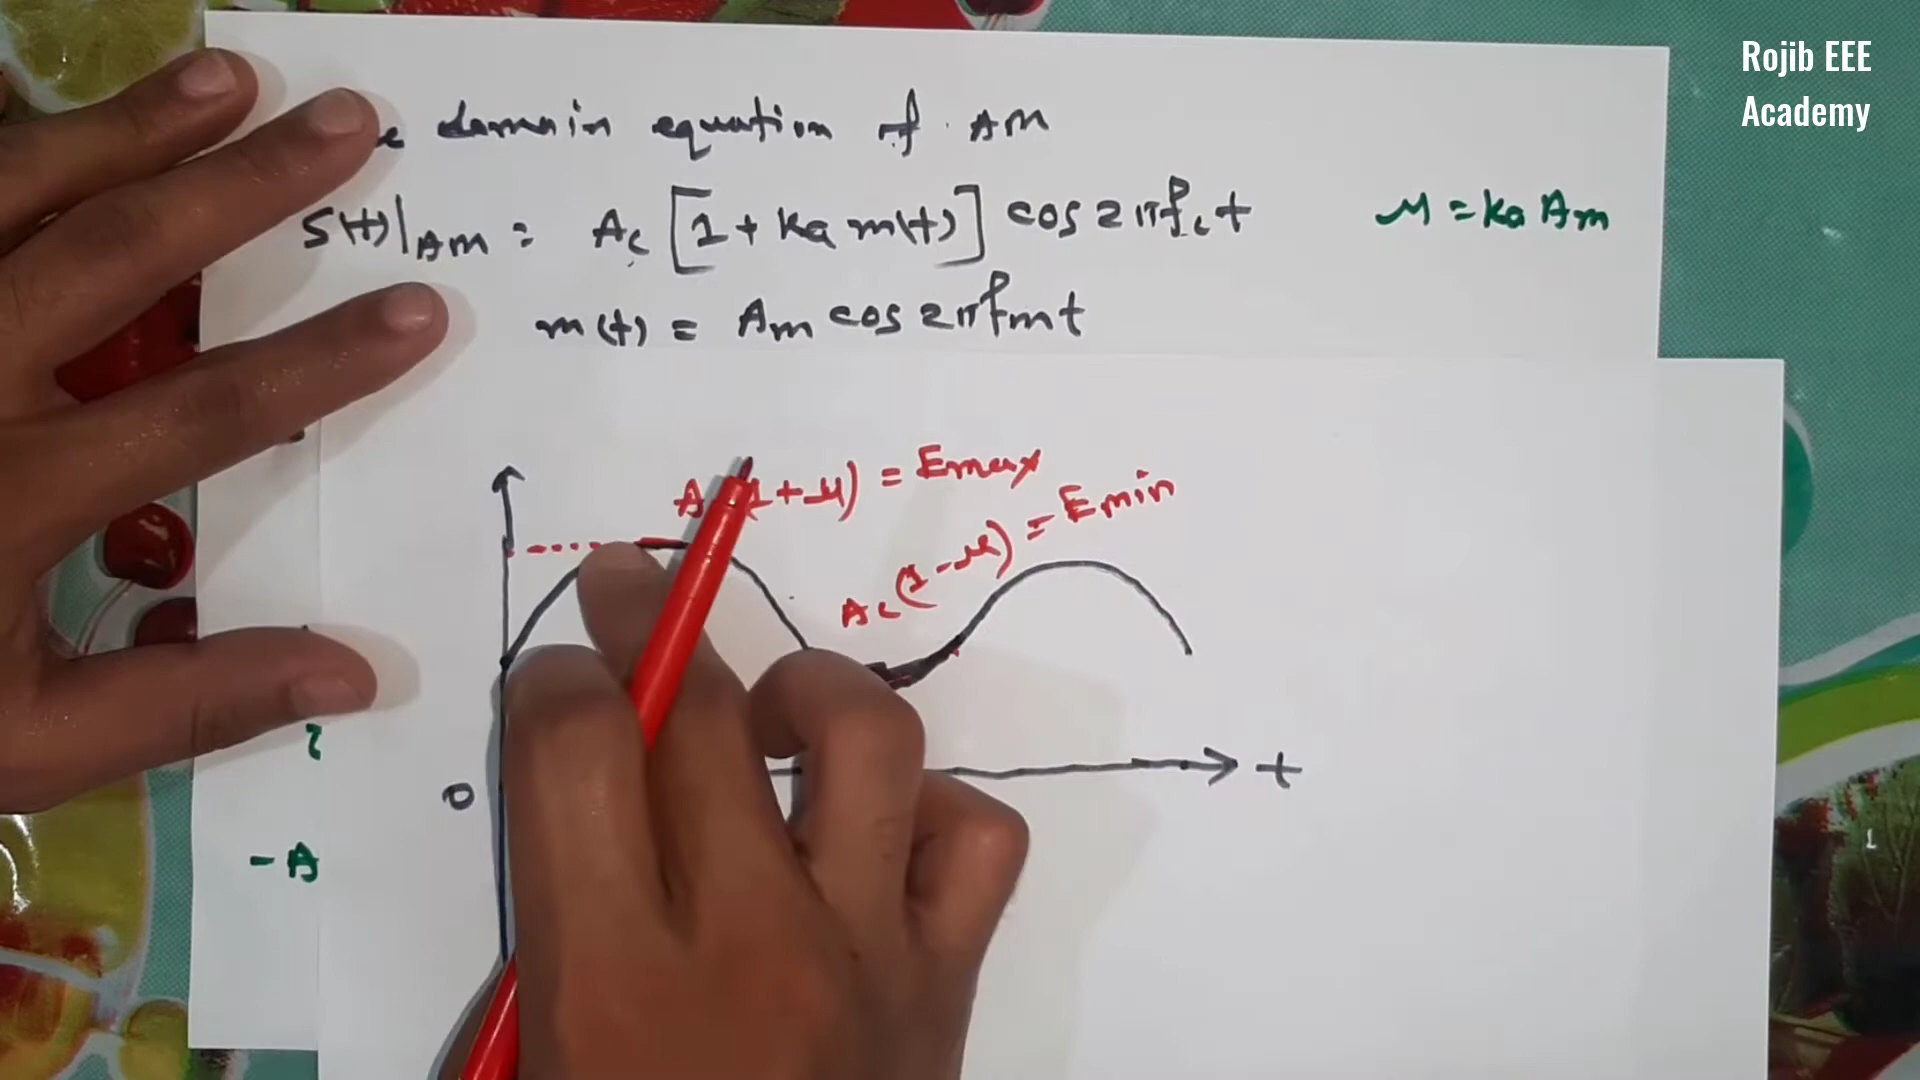 Rojib EEE
Academy
domain equation of AM
S(t)|AM = Ac [1 + Ka m(t)] cos 2πfct
μ = Ka Am
m(t) = Am cos 2πfmt
A (1+μ) = Emax
Ac (1-μ) = Emin
0
t
- A